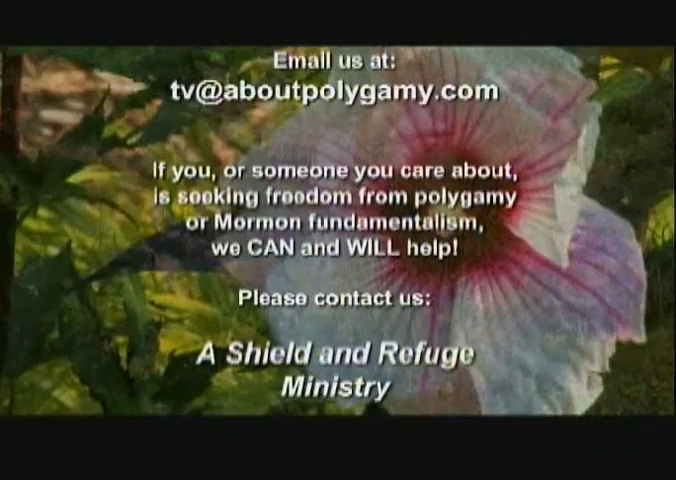 Email us at:
tv@aboutpolygamy.com
If you, or someone you care about,
is seeking freedom from polygamy
or Mormon fundamentalism,
we CAN and WILL help!
Please contact us:
A Shield and Refuge
Ministry